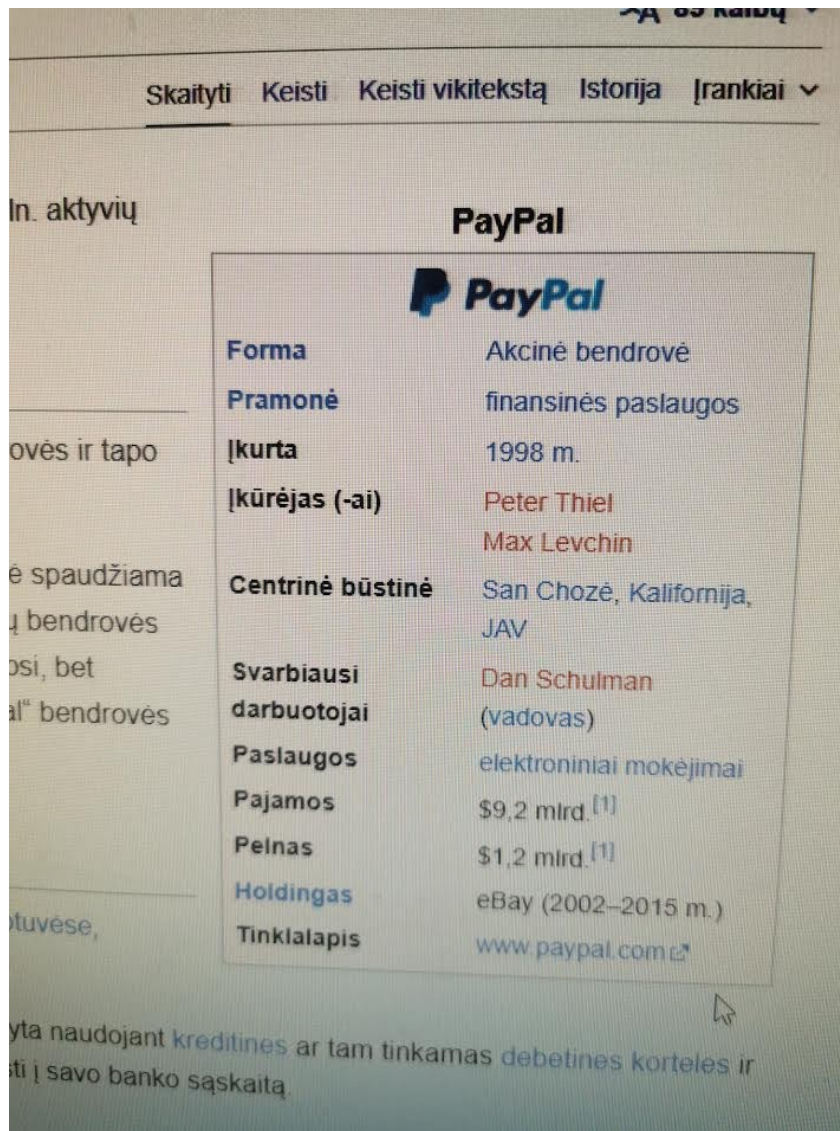 85 kalbų
Skaityti Keisti Keisti vikitekstą Istorija Įrankiai
ln. aktyvių
PayPal
PayPal
Forma Akcinė bendrovė
Pramonė finansinės paslaugos
ovės ir tapo
Įkurta 1998 m.
Įkūrėjas (-ai) Peter Thiel
Max Levchin
ė spaudžiama
Centrinė būstinė San Chozė, Kalifornija,
ų bendrovės
JAV
osi, bet
Svarbiausi Dan Schulman
al“ bendrovės
darbuotojai (vadovas)
Paslaugos elektroniniai mokėjimai
Pajamos $9,2 mlrd.[1]
Pelnas $1,2 mlrd.[1]
Holdingas eBay (2002–2015 m.)
otuvėse,
Tinklalapis www.paypal.com
yta naudojant kreditines ar tam tinkamas debetines korteles ir
sti į savo banko sąskaitą